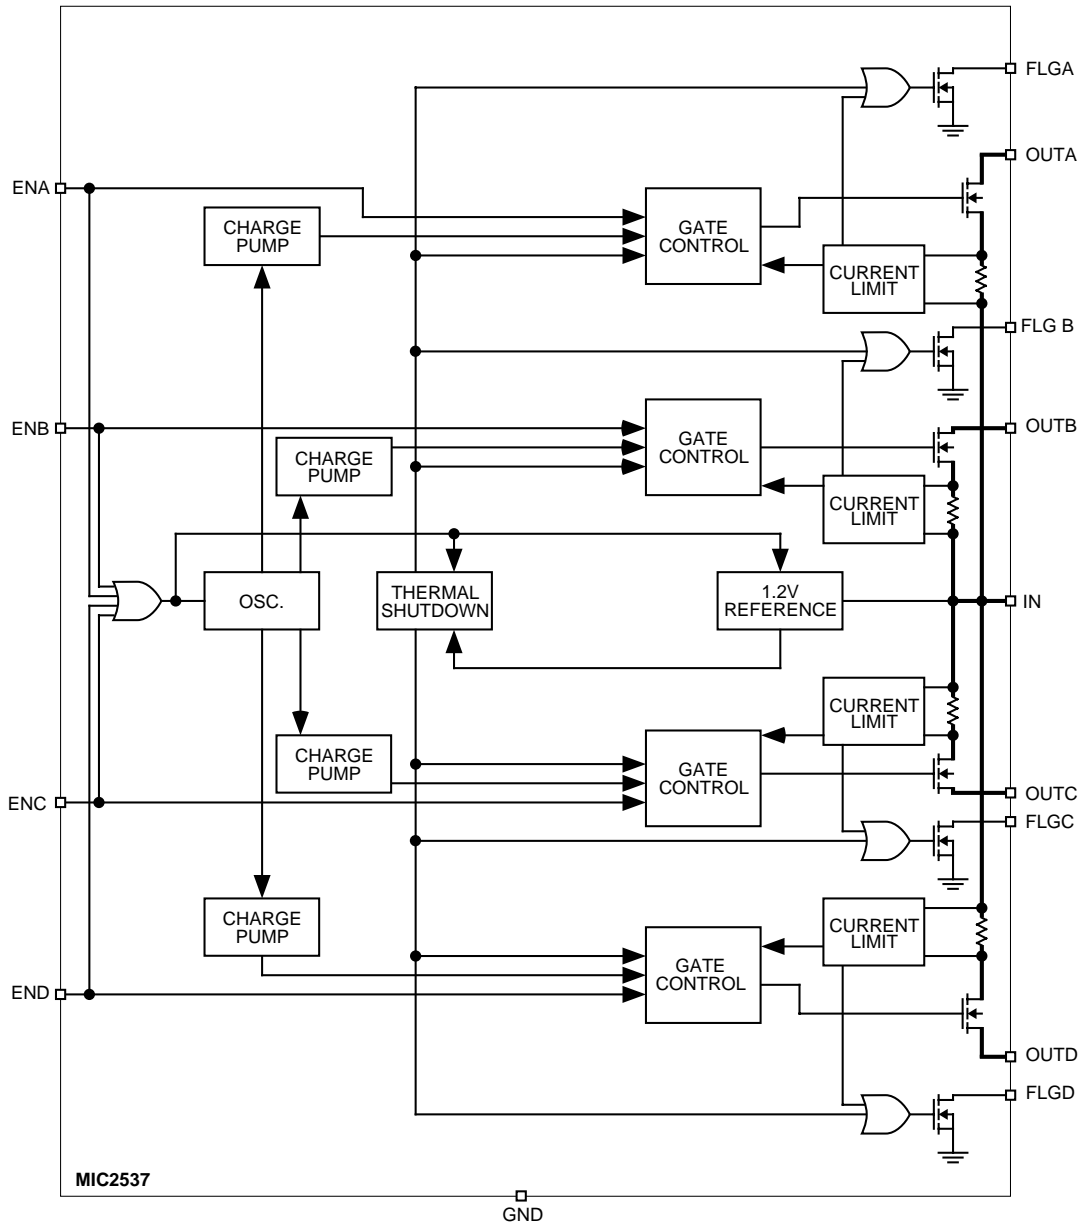 FLGA
OUTA
ENA
CHARGE
PUMP
GATE
CONTROL
CURRENT
LIMIT
FLG B
ENB
OUTB
GATE
CONTROL
CHARGE
PUMP
CURRENT
LIMIT
OSC.
THERMAL
SHUTDOWN
1.2V
REFERENCE
IN
CURRENT
LIMIT
CHARGE
PUMP
GATE
CONTROL
ENC
OUTC
FLGC
CHARGE
PUMP
CURRENT
LIMIT
GATE
CONTROL
END
OUTD
FLGD
MIC2537
GND